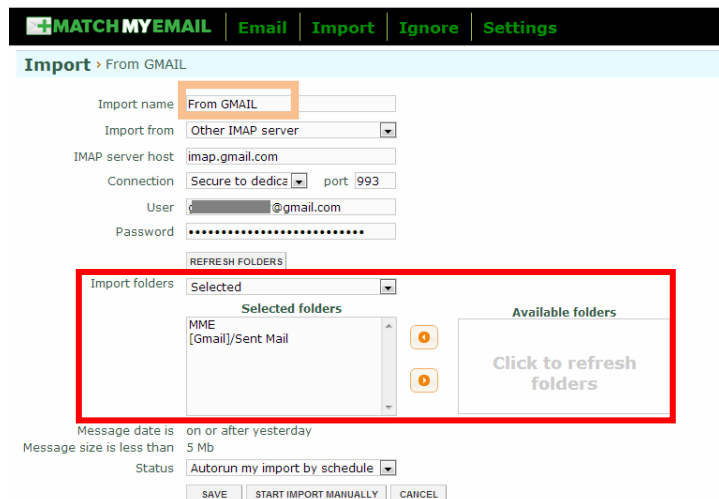 MATCHMYEMAIL Email Import Ignore Settings
Import › From GMAIL
Import name From GMAIL
Import from Other IMAP server
IMAP server host imap.gmail.com
Connection Secure to dedica port 993
User @gmail.com
Password ••••••••••••••••••••••••••
REFRESH FOLDERS
Import folders Selected
Selected folders Available folders
MME
[Gmail]/Sent Mail
Click to refresh
folders
Message date is on or after yesterday
Message size is less than 5 Mb
Status Autorun my import by schedule
SAVE START IMPORT MANUALLY CANCEL